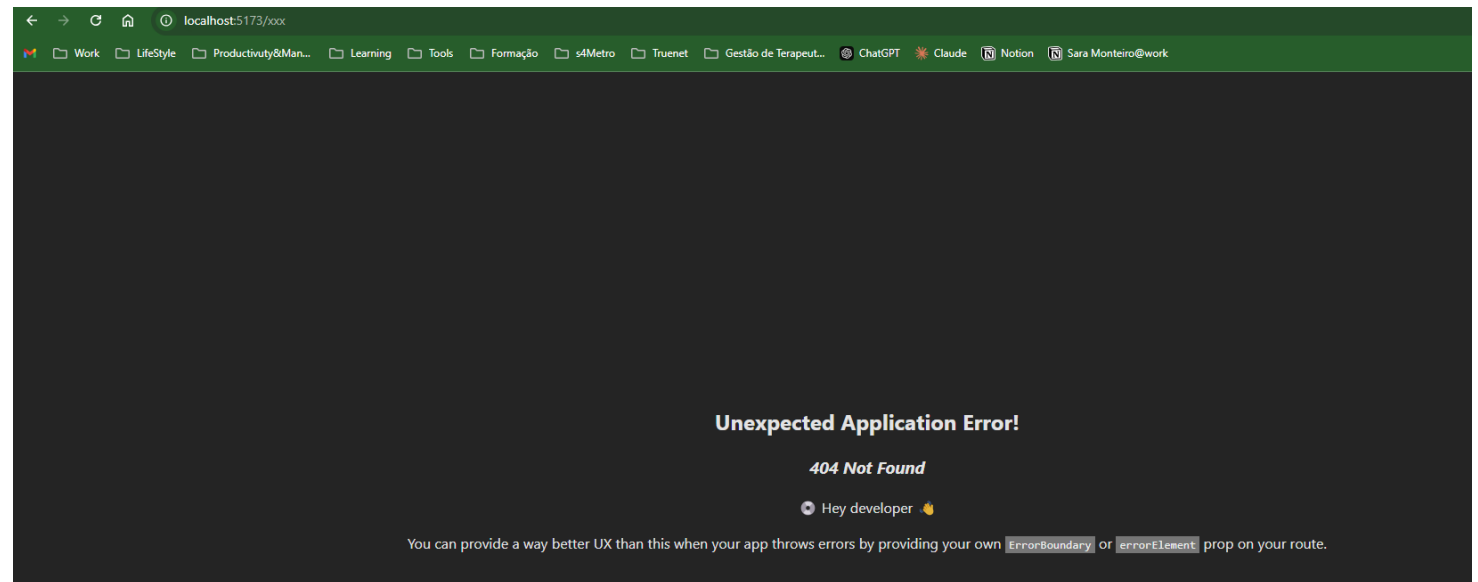 localhost:5173/xxx
Work LifeStyle Productivuty&Man... Learning Tools Formação s4Metro Truenet Gestão de Terapeut... ChatGPT Claude Notion Sara Monteiro@work
Unexpected Application Error!
404 Not Found
💿 Hey developer 👋
You can provide a way better UX than this when your app throws errors by providing your own ErrorBoundary or errorElement prop on your route.